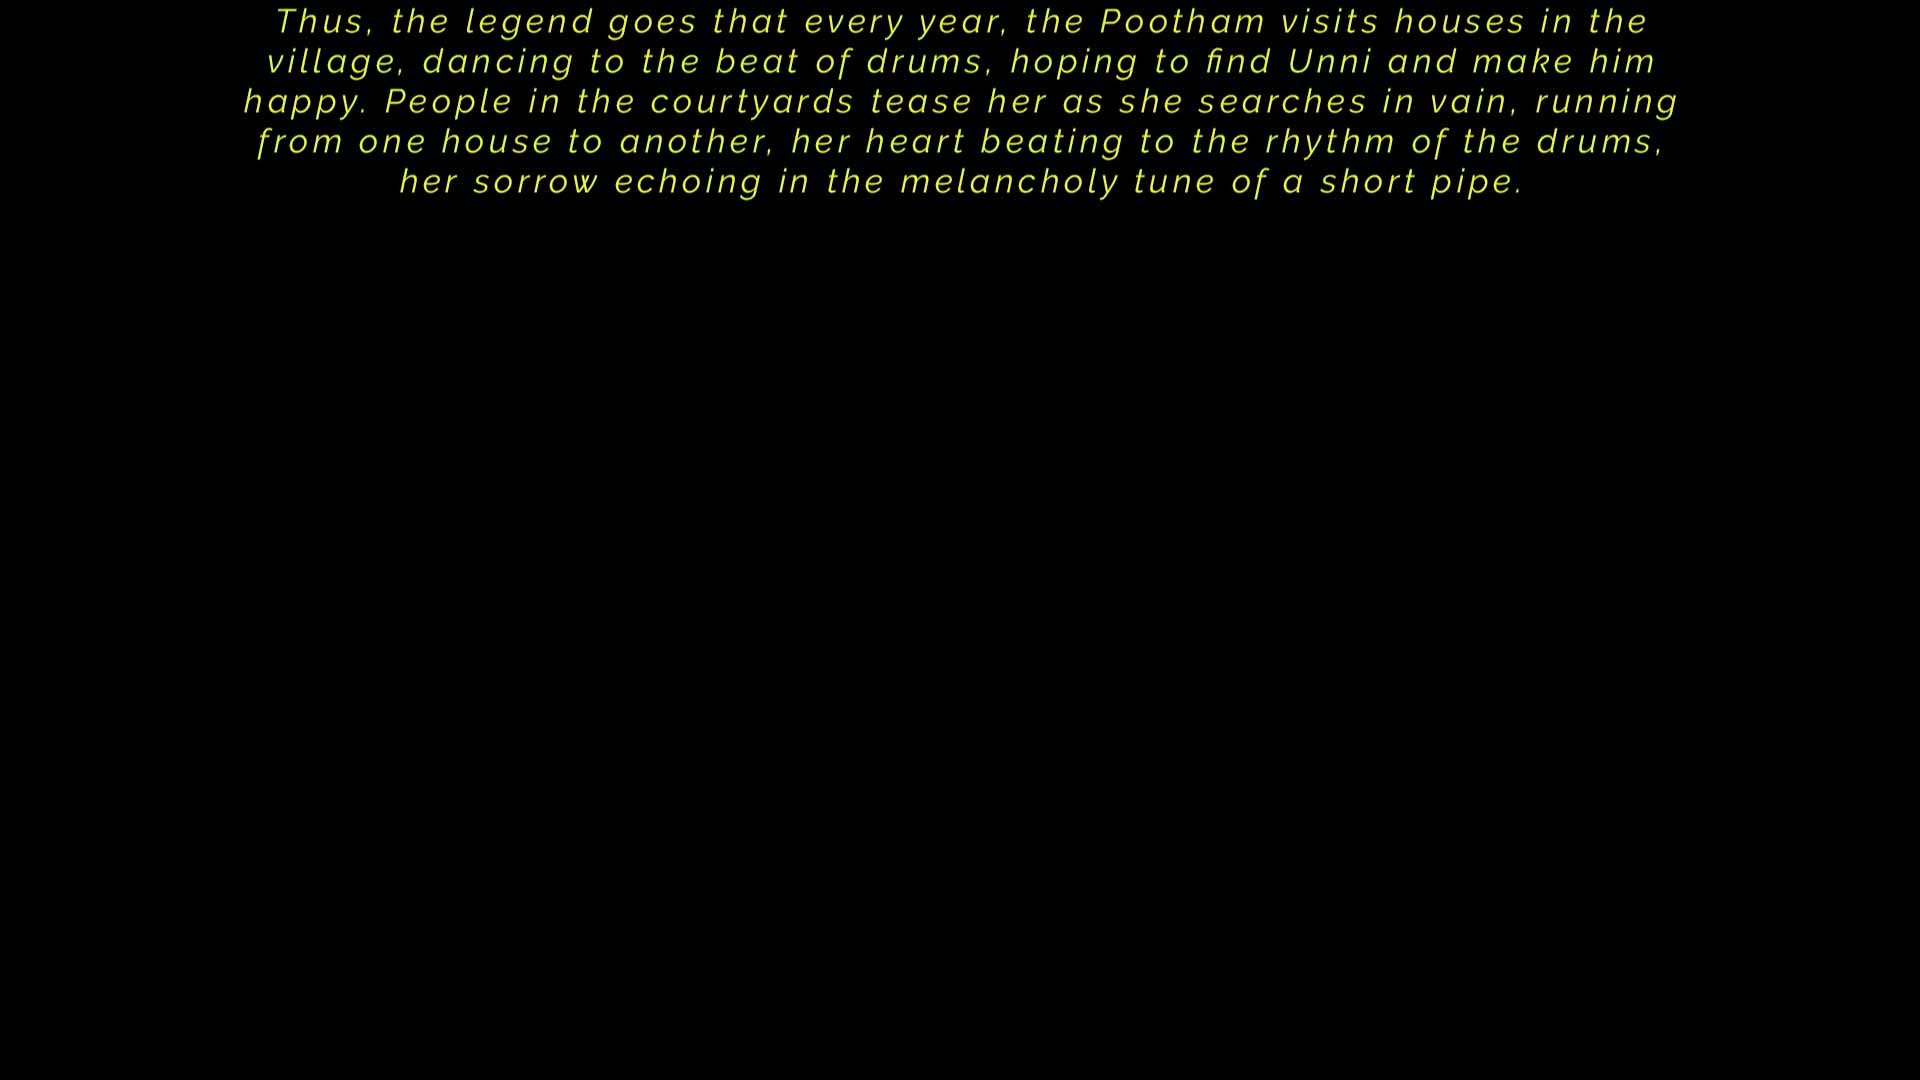 Thus, the legend goes that every year, the Pootham visits houses in the
village, dancing to the beat of drums, hoping to find Unni and make him
happy. People in the courtyards tease her as she searches in vain, running
from one house to another, her heart beating to the rhythm of the drums,
her sorrow echoing in the melancholy tune of a short pipe.